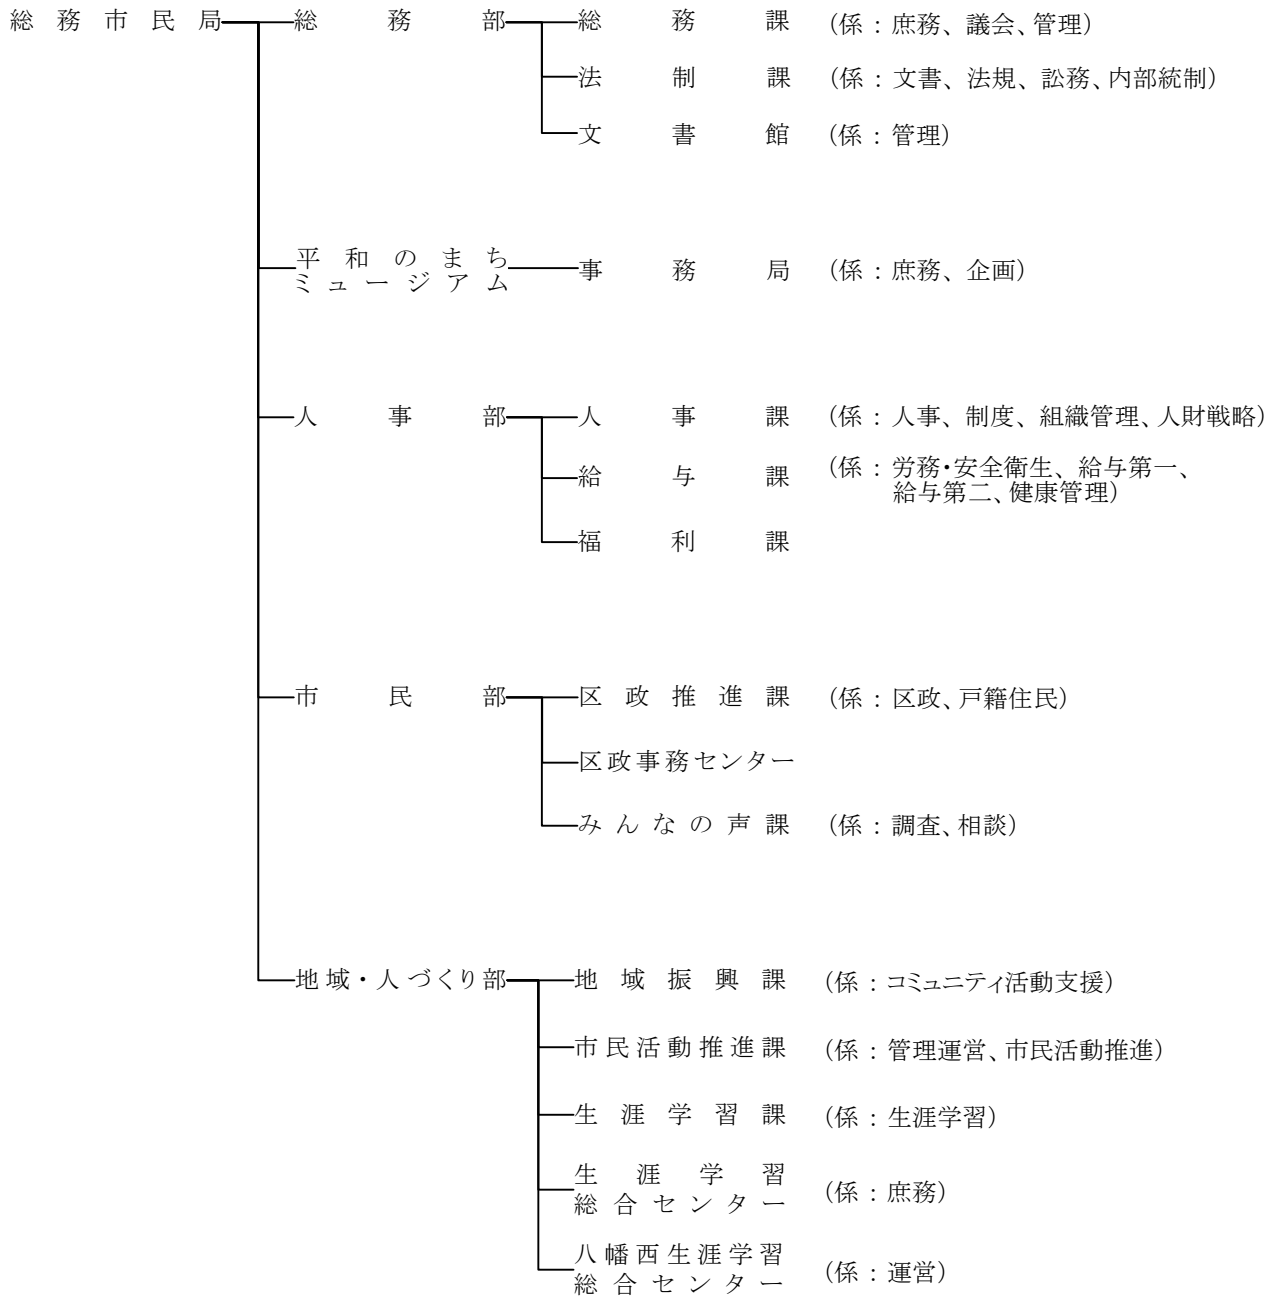 総務市民局 総務部 総務課 （係：庶務、議会、管理）
法制課 （係：文書、法規、訟務、内部統制）
文書館 （係：管理）
平和のまち
ミュージアム 事務局 （係：庶務、企画）
人事部 人事課 （係：人事、制度、組織管理、人財戦略）
給与課 （係：労務・安全衛生、給与第一、
給与第二、健康管理）
福利課
市民部 区政推進課 （係：区政、戸籍住民）
区政事務センター
みんなの声課 （係：調査、相談）
地域・人づくり部 地域振興課 （係：コミュニティ活動支援）
市民活動推進課 （係：管理運営、市民活動推進）
生涯学習課 （係：生涯学習）
生涯学習
総合センター （係：庶務）
八幡西生涯学習
総合センター （係：運営）